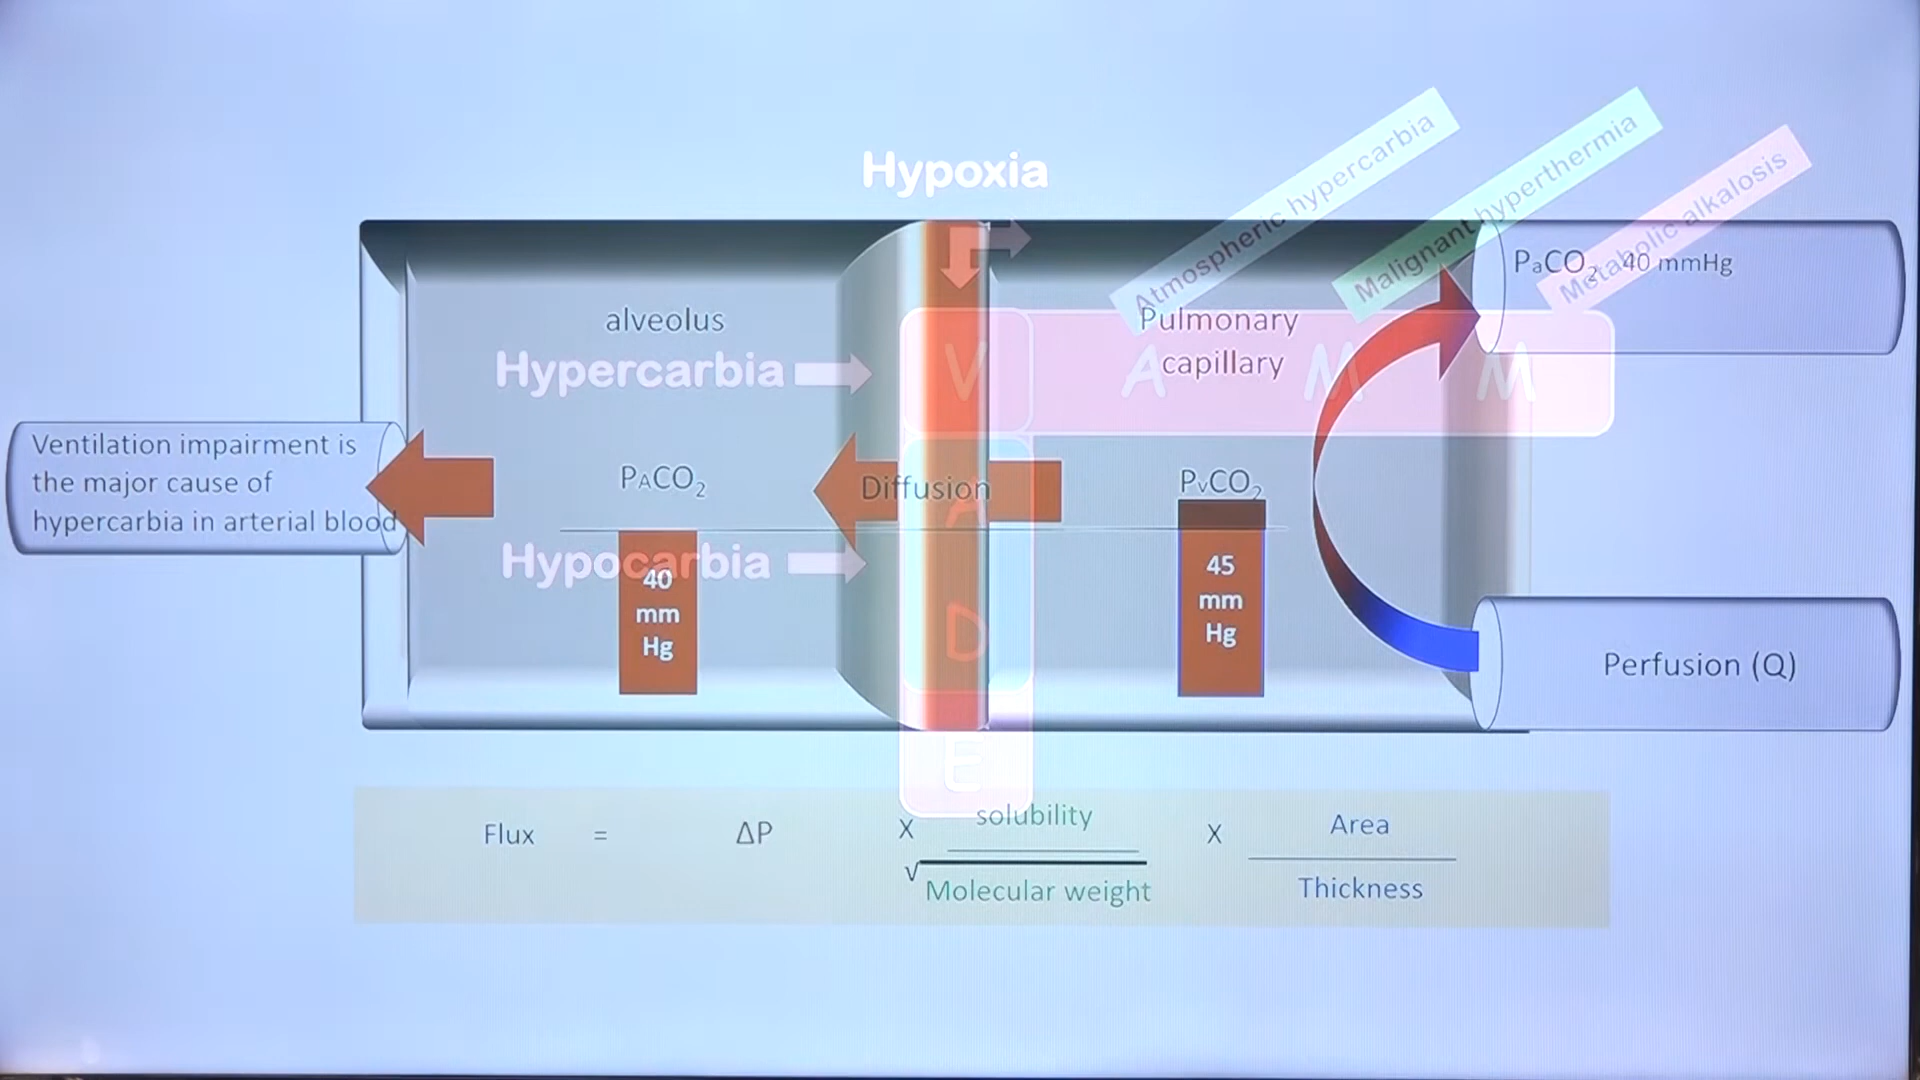 Hypoxia
Atmospheric hypercarbia
Malignant hyperthermia
Metabolic alkalosis
PaCO2 40 mmHg
alveolus
Pulmonary
capillary
Hypercarbia
V A M M
Ventilation impairment is
the major cause of
hypercarbia in arterial blood
PACO2
Diffusion
PvCO2
A
Hypocarbia
40
mm
Hg
45
mm
Hg
D
Perfusion (Q)
E
Flux = ΔP X solubility X Area
√ Molecular weight Thickness